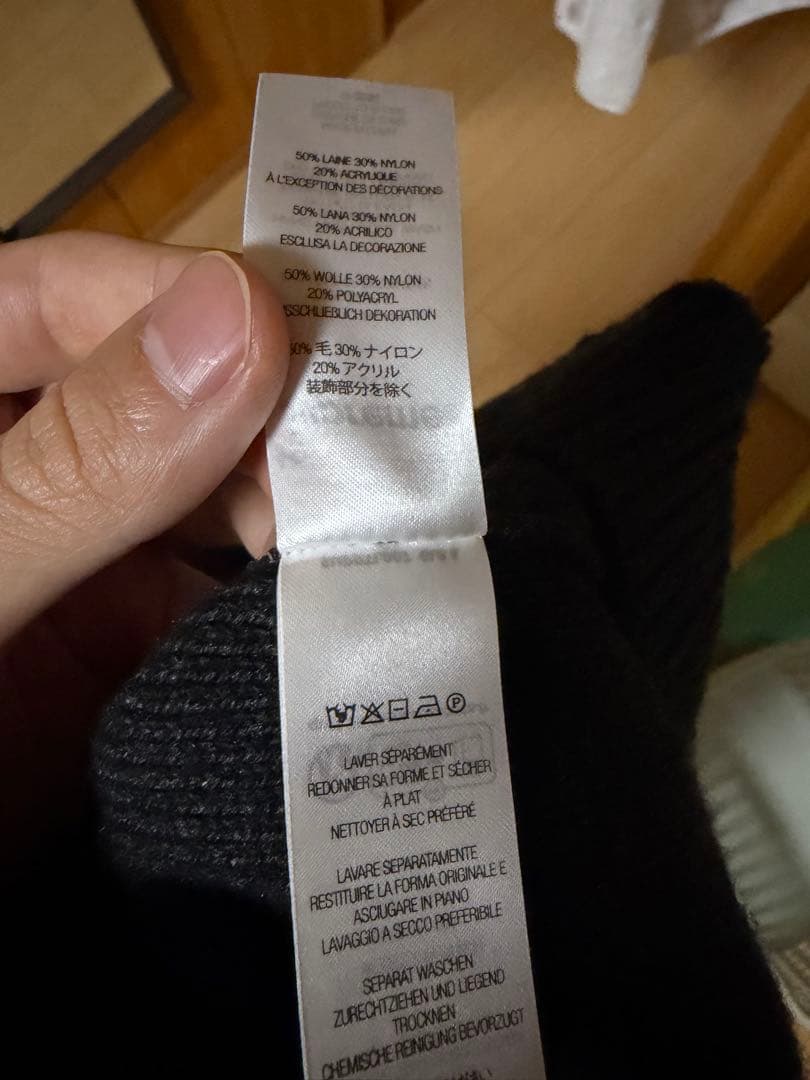 50% LAINE 30% NYLON
20% ACRYLIQUE
À L'EXCEPTION DES DÉCORATIONS
50% LANA 30% NYLON
20% ACRILICO
ESCLUSA LA DECORAZIONE
50% WOLLE 30% NYLON
20% POLYACRYL
DEKORATION
毛 30% ナイロン
20% アクリル
装飾部分を除く
P
LAVER SÉPARÉMENT
REDONNER SA FORME ET SÉCHER
À PLAT
NETTOYER À SEC PRÉFÉRÉ
LAVARE SEPARATAMENTE
RESTITUIRE LA FORMA ORIGINALE E
ASCIUGARE IN PIANO
LAVAGGIO A SECCO PREFERIBILE
SEPARAT WASCHEN
ZURECHTZIEHEN UND LIEGEND
TROCKNEN
CHEMISCHE REINIGUNG BEVORZUGT